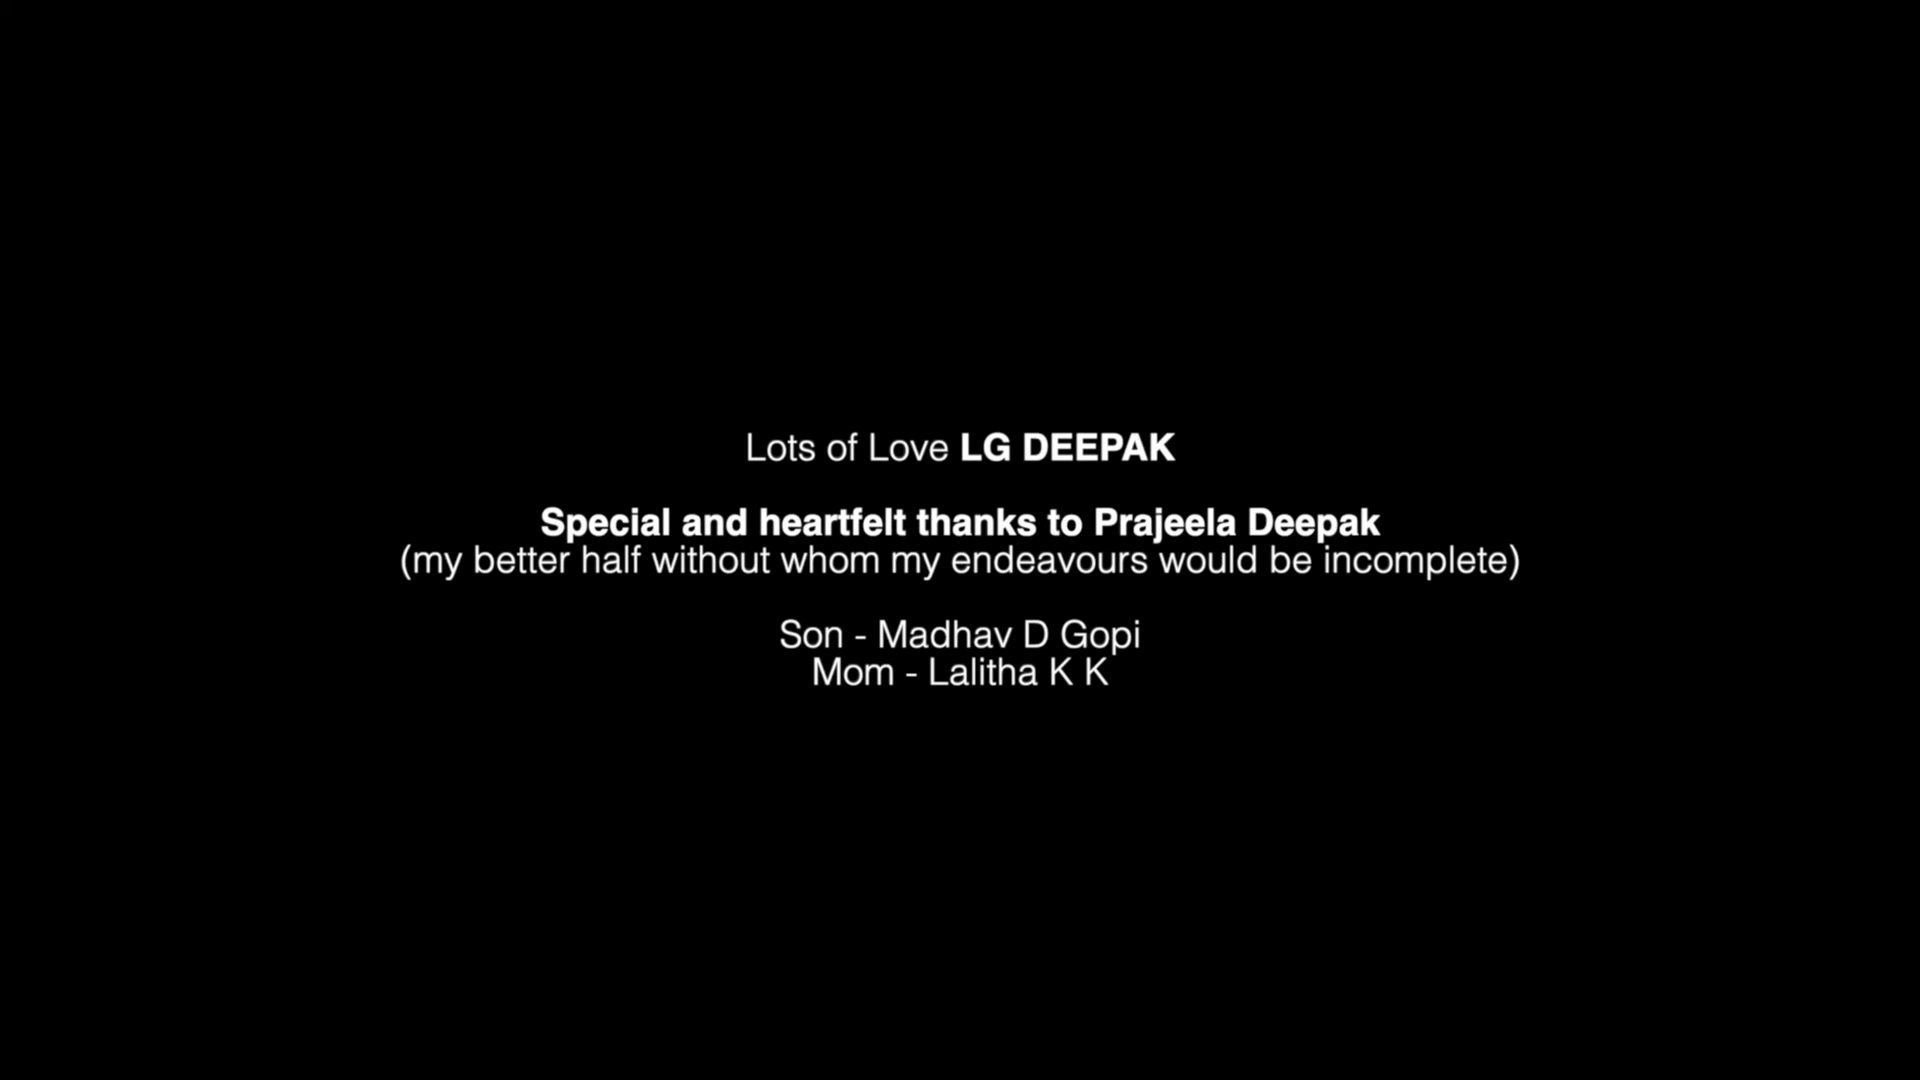 Lots of Love LG DEEPAK
Special and heartfelt thanks to Prajeela Deepak
(my better half without whom my endeavours would be incomplete)
Son - Madhav D Gopi
Mom - Lalitha K K